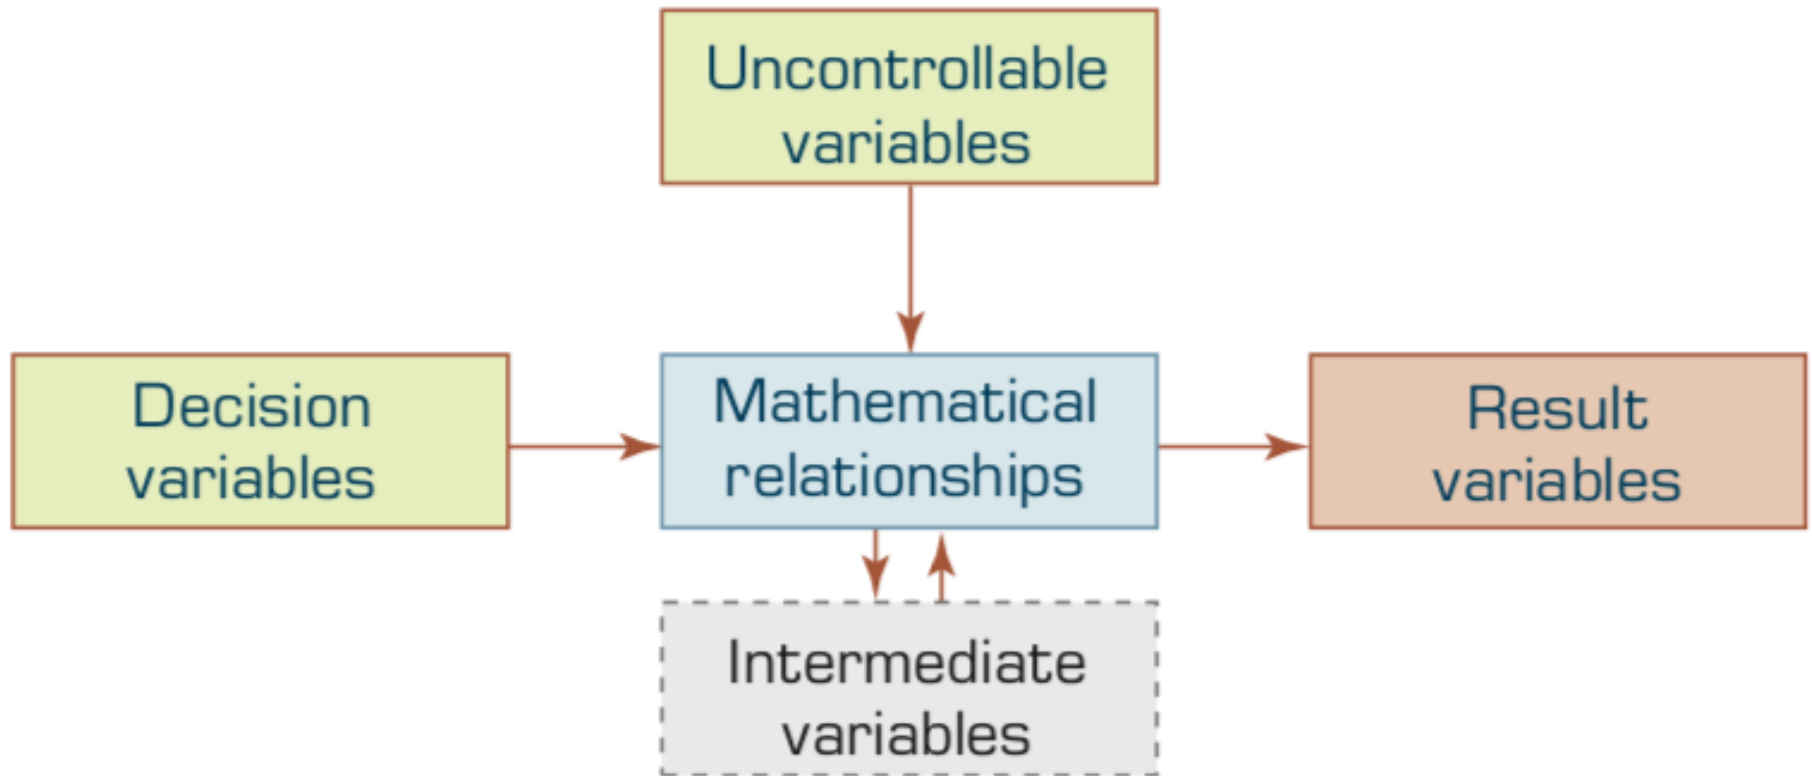 Uncontrollable
variables
Decision
variables
Mathematical
relationships
Result
variables
Intermediate
variables